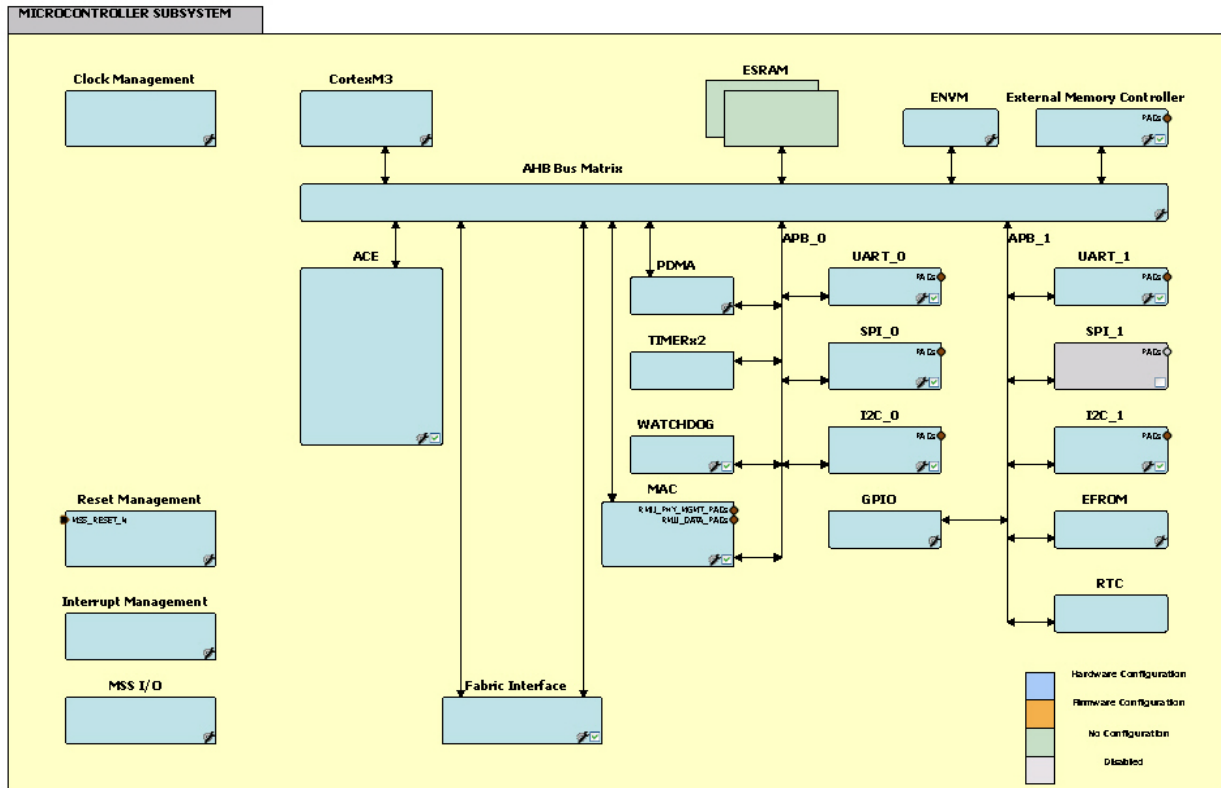 MICROCONTROLLER SUBSYSTEM
Clock Management
CortexM3
ESRAM
ENVM
External Memory Controller
PADs
AHB Bus Matrix
APB_0
APB_1
ACE
PDMA
UART_0
PADs
UART_1
PADs
TIMERx2
SPI_0
PADs
SPI_1
PADs
WATCHDOG
I2C_0
PADs
I2C_1
PADs
Reset Management
MSS_RESET_N
MAC
RMII_PHY_MGMT_PADs
RMII_DATA_PADs
GPIO
EFROM
Interrupt Management
RTC
MSS I/O
Fabric Interface
Hardware Configuration
Firmware Configuration
No Configuration
Disabled